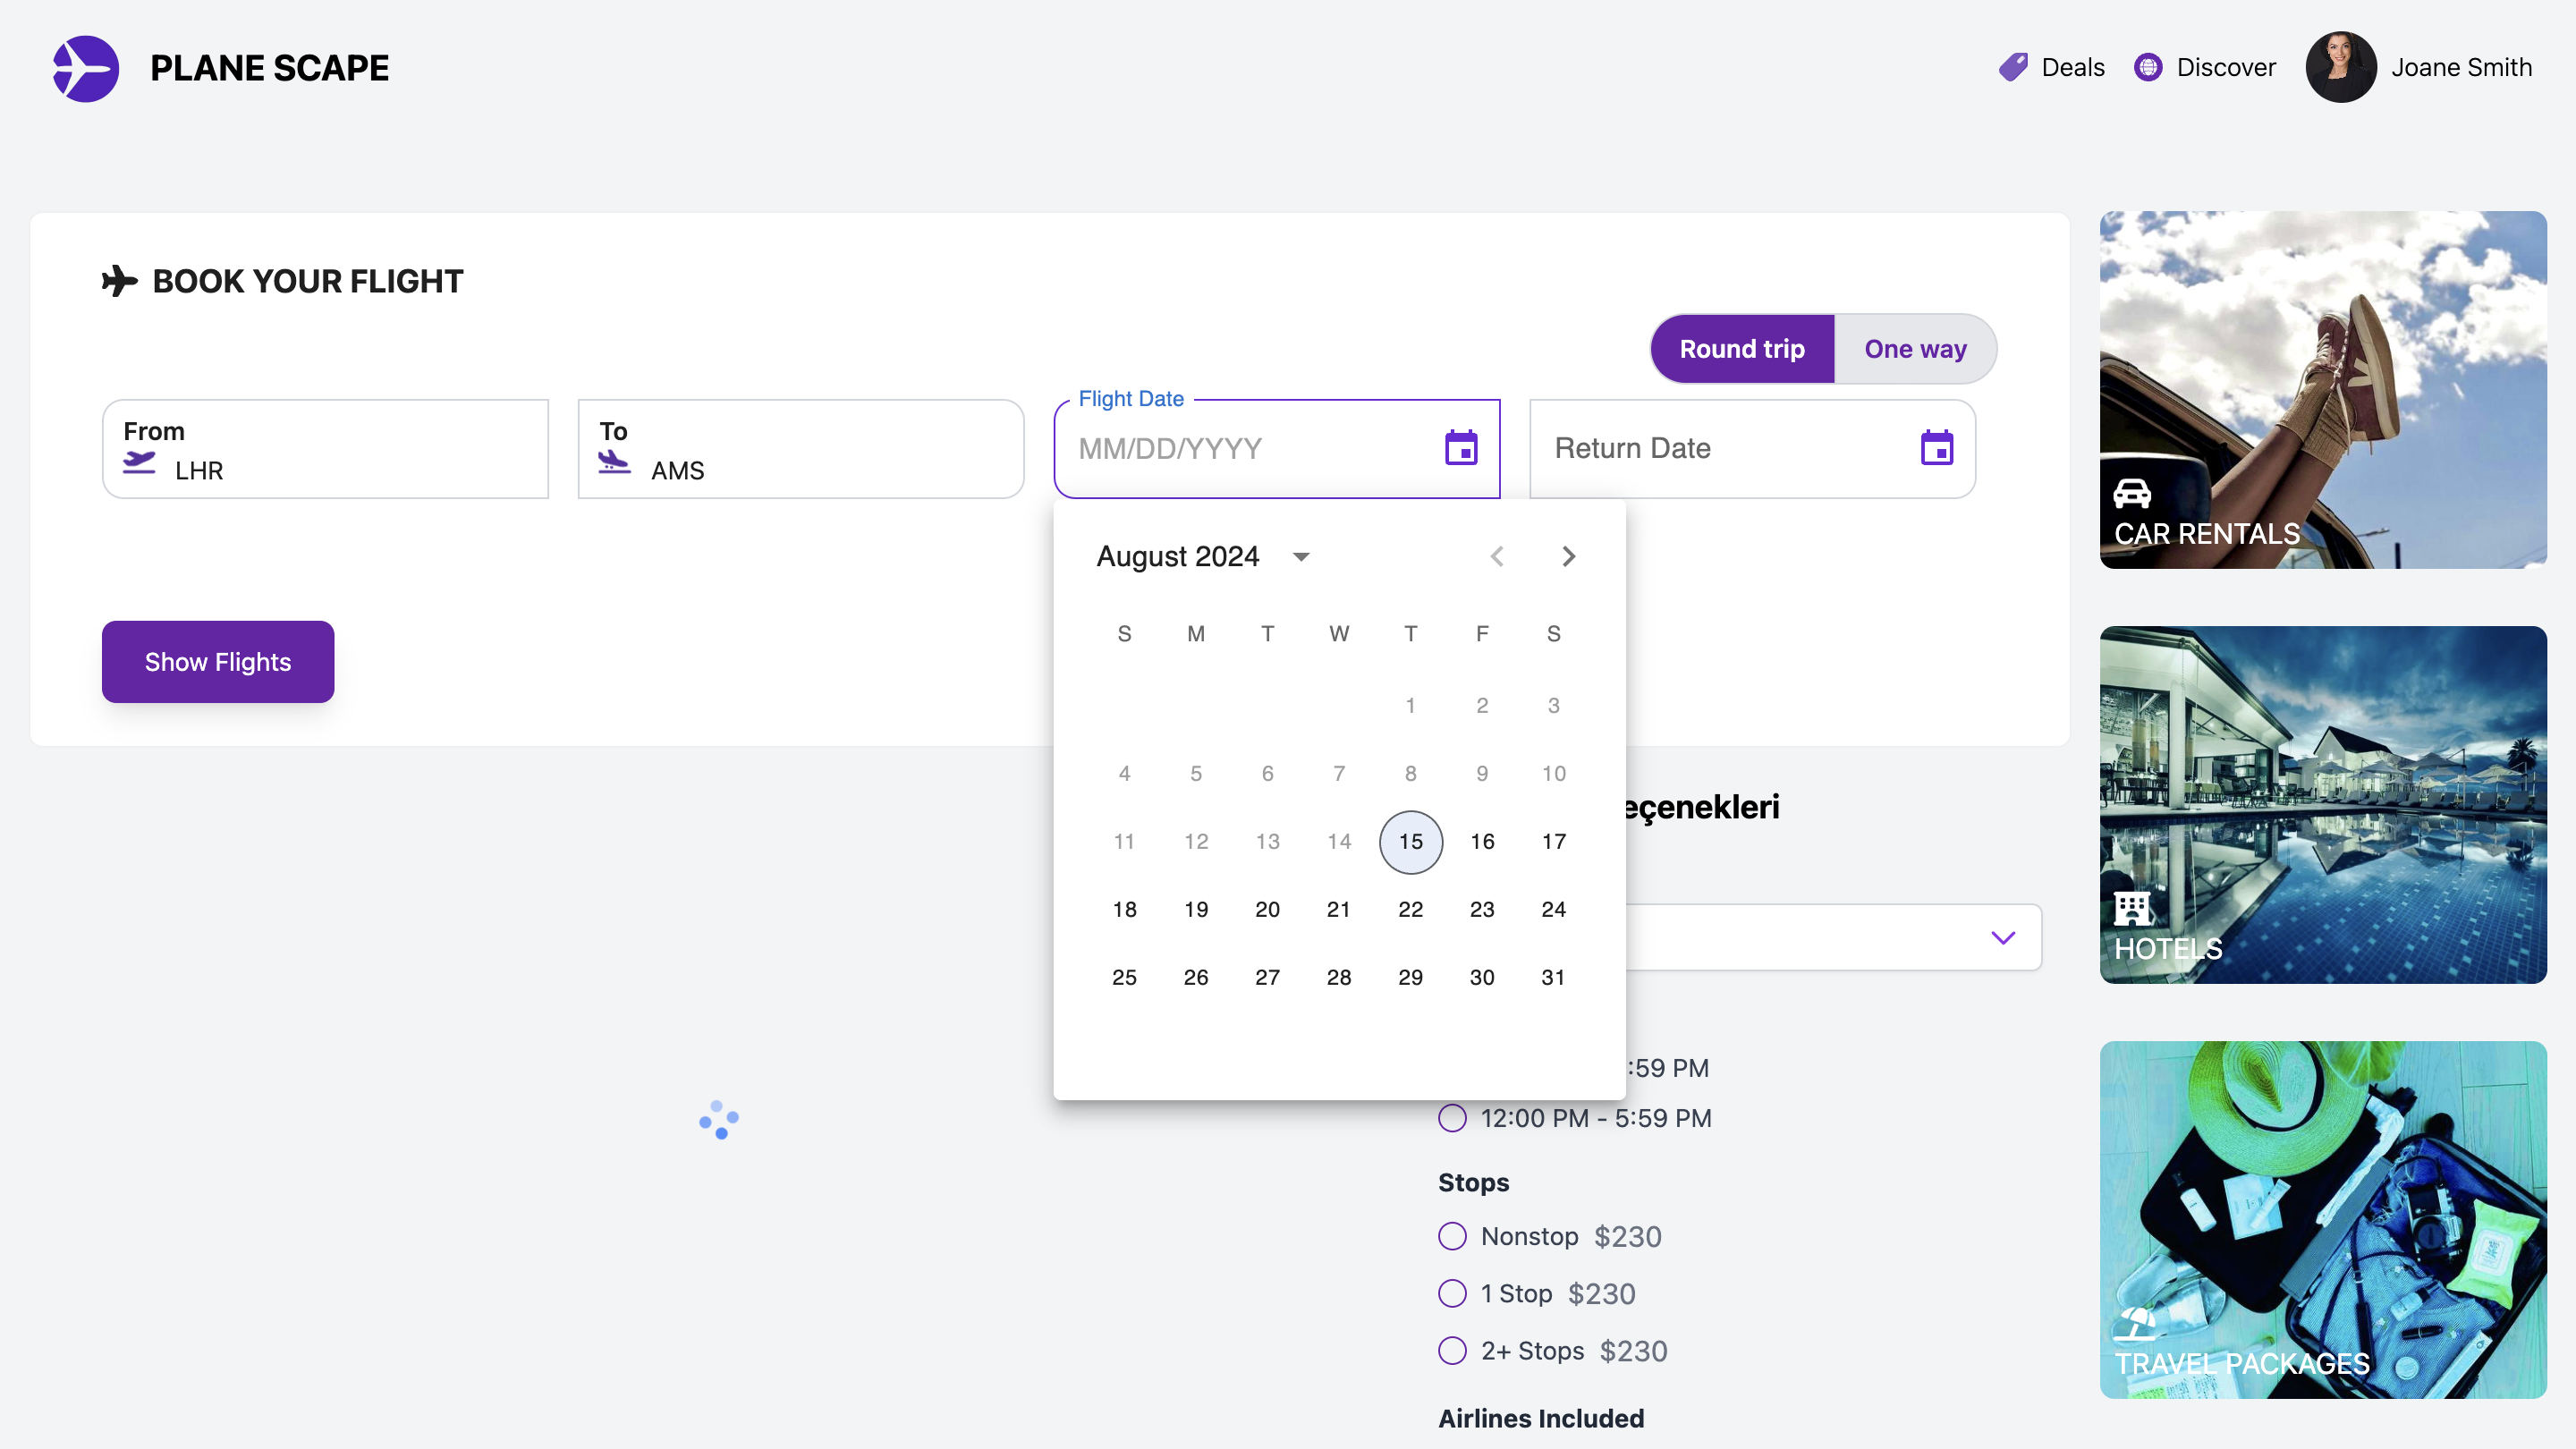 PLANE SCAPE
Deals
Discover
Joane Smith
BOOK YOUR FLIGHT
Round trip
One way
From
LHR
To
AMS
Flight Date
MM/DD/YYYY
Return Date
August 2024
S M T W T F S
1 2 3
4 5 6 7 8 9 10
11 12 13 14 15 16 17
18 19 20 21 22 23 24
25 26 27 28 29 30 31
Show Flights
eçenekleri
:59 PM
12:00 PM - 5:59 PM
Stops
Nonstop $230
1 Stop $230
2+ Stops $230
Airlines Included
CAR RENTALS
HOTELS
TRAVEL PACKAGES